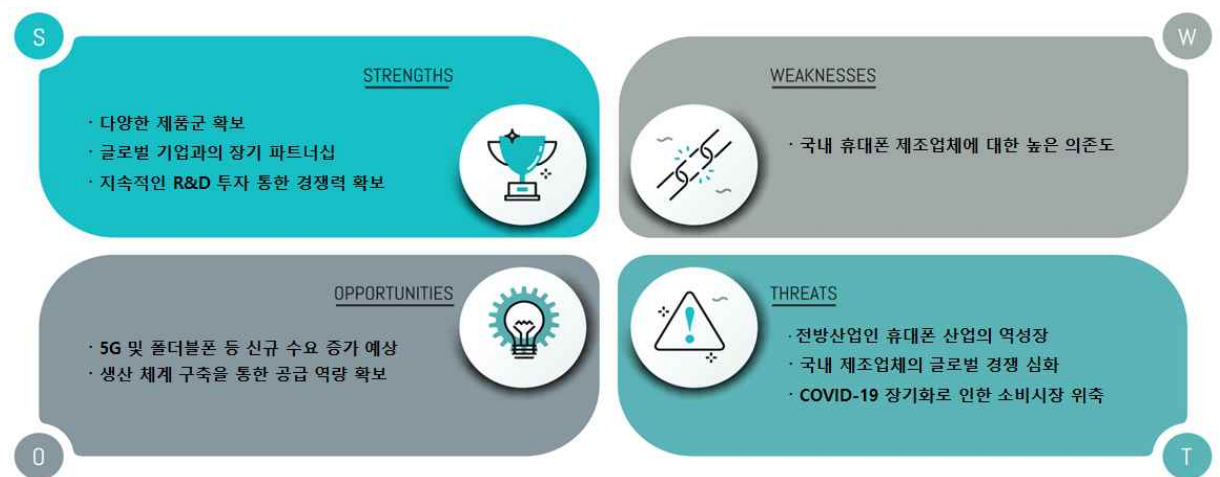 S
STRENGTHS
· 다양한 제품군 확보
· 글로벌 기업과의 장기 파트너십
· 지속적인 R&D 투자 통한 경쟁력 확보
W
WEAKNESSES
· 국내 휴대폰 제조업체에 대한 높은 의존도
OPPORTUNITIES
· 5G 및 폴더블폰 등 신규 수요 증가 예상
· 생산 체계 구축을 통한 공급 역량 확보
O
THREATS
· 전방산업인 휴대폰 산업의 역성장
· 국내 제조업체의 글로벌 경쟁 심화
· COVID-19 장기화로 인한 소비시장 위축
T